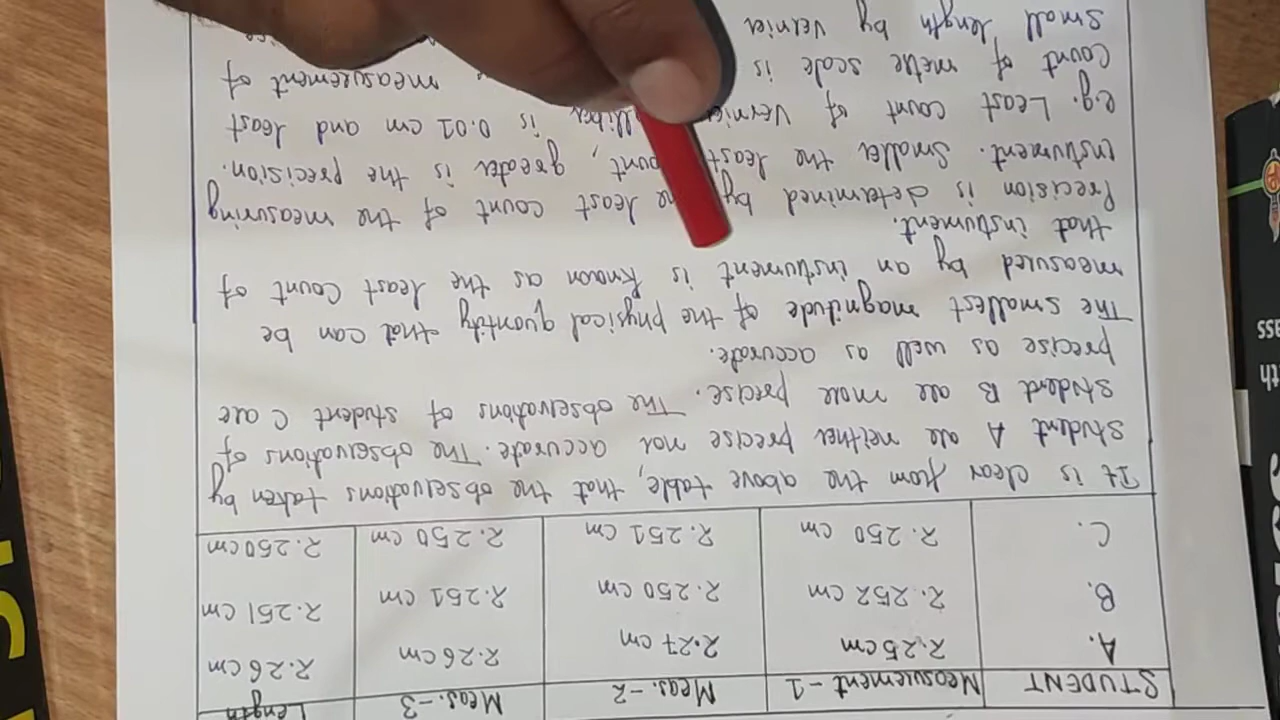 STUDENT Measurement - 1 Meas. - 2 Meas. - 3 Length
A. 2.25cm 2.27 cm 2.26 cm 2.26 cm
B. 2.252 cm 2.250 cm 2.251 cm 2.251 cm
C. 2.250 cm 2.251 cm 2.250 cm 2.250cm
It is clear from the above table, that the observations taken by
Student A are neither precise nor accurate. The observations of
Student B are more precise. The observations of student C are
precise as well as accurate.
The smallest magnitude of the physical quantity that can be
measured by an instrument is known as the least count of
that instrument.
Precision is determined by the least count of the measuring
instrument. Smaller the least count, greater is the precision.
e.g. Least count of Vernier is 0.01 cm and least
Count of metre scale is measurement of
Small length by vernier